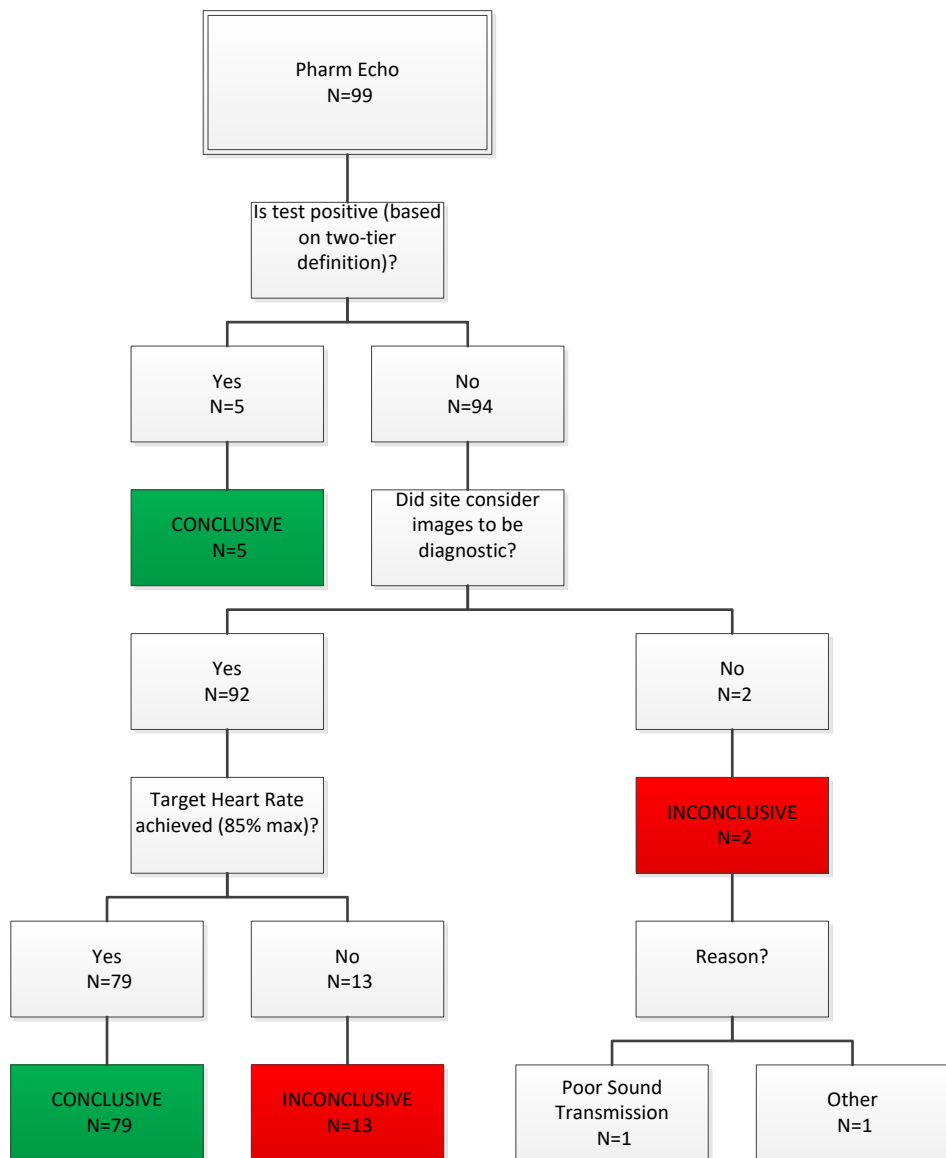 Pharm Echo
N=99
Is test positive (based
on two-tier
definition)?
Yes
N=5
No
N=94
CONCLUSIVE
N=5
Did site consider
images to be
diagnostic?
Yes
N=92
No
N=2
Target Heart Rate
achieved (85% max)?
INCONCLUSIVE
N=2
Yes
N=79
No
N=13
Reason?
CONCLUSIVE
N=79
INCONCLUSIVE
N=13
Poor Sound
Transmission
N=1
Other
N=1